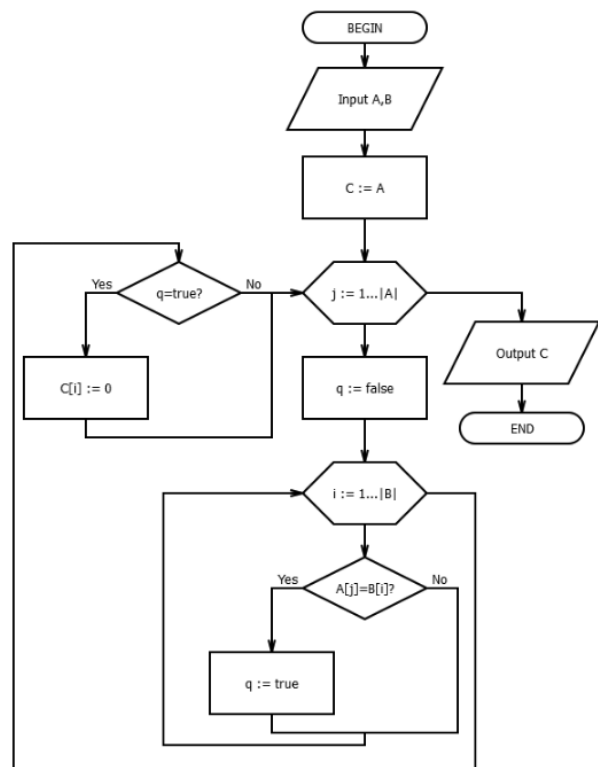 BEGIN
Input A,B
C := A
Yes
q=true?
No
j := 1...|A|
C[i] := 0
q := false
Output C
END
i := 1...|B|
Yes
A[j]=B[i]?
No
q := true